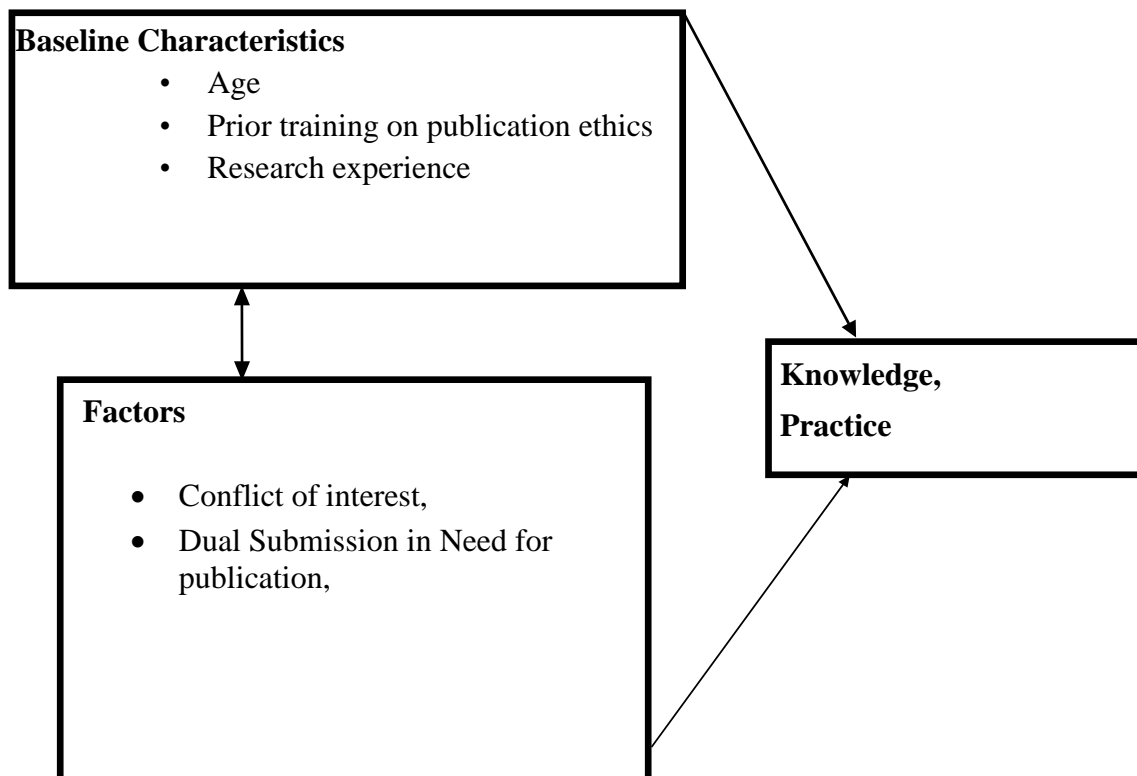 Baseline Characteristics
• Age
• Prior training on publication ethics
• Research experience
Knowledge,
Practice
Factors
• Conflict of interest,
• Dual Submission in Need for
publication,